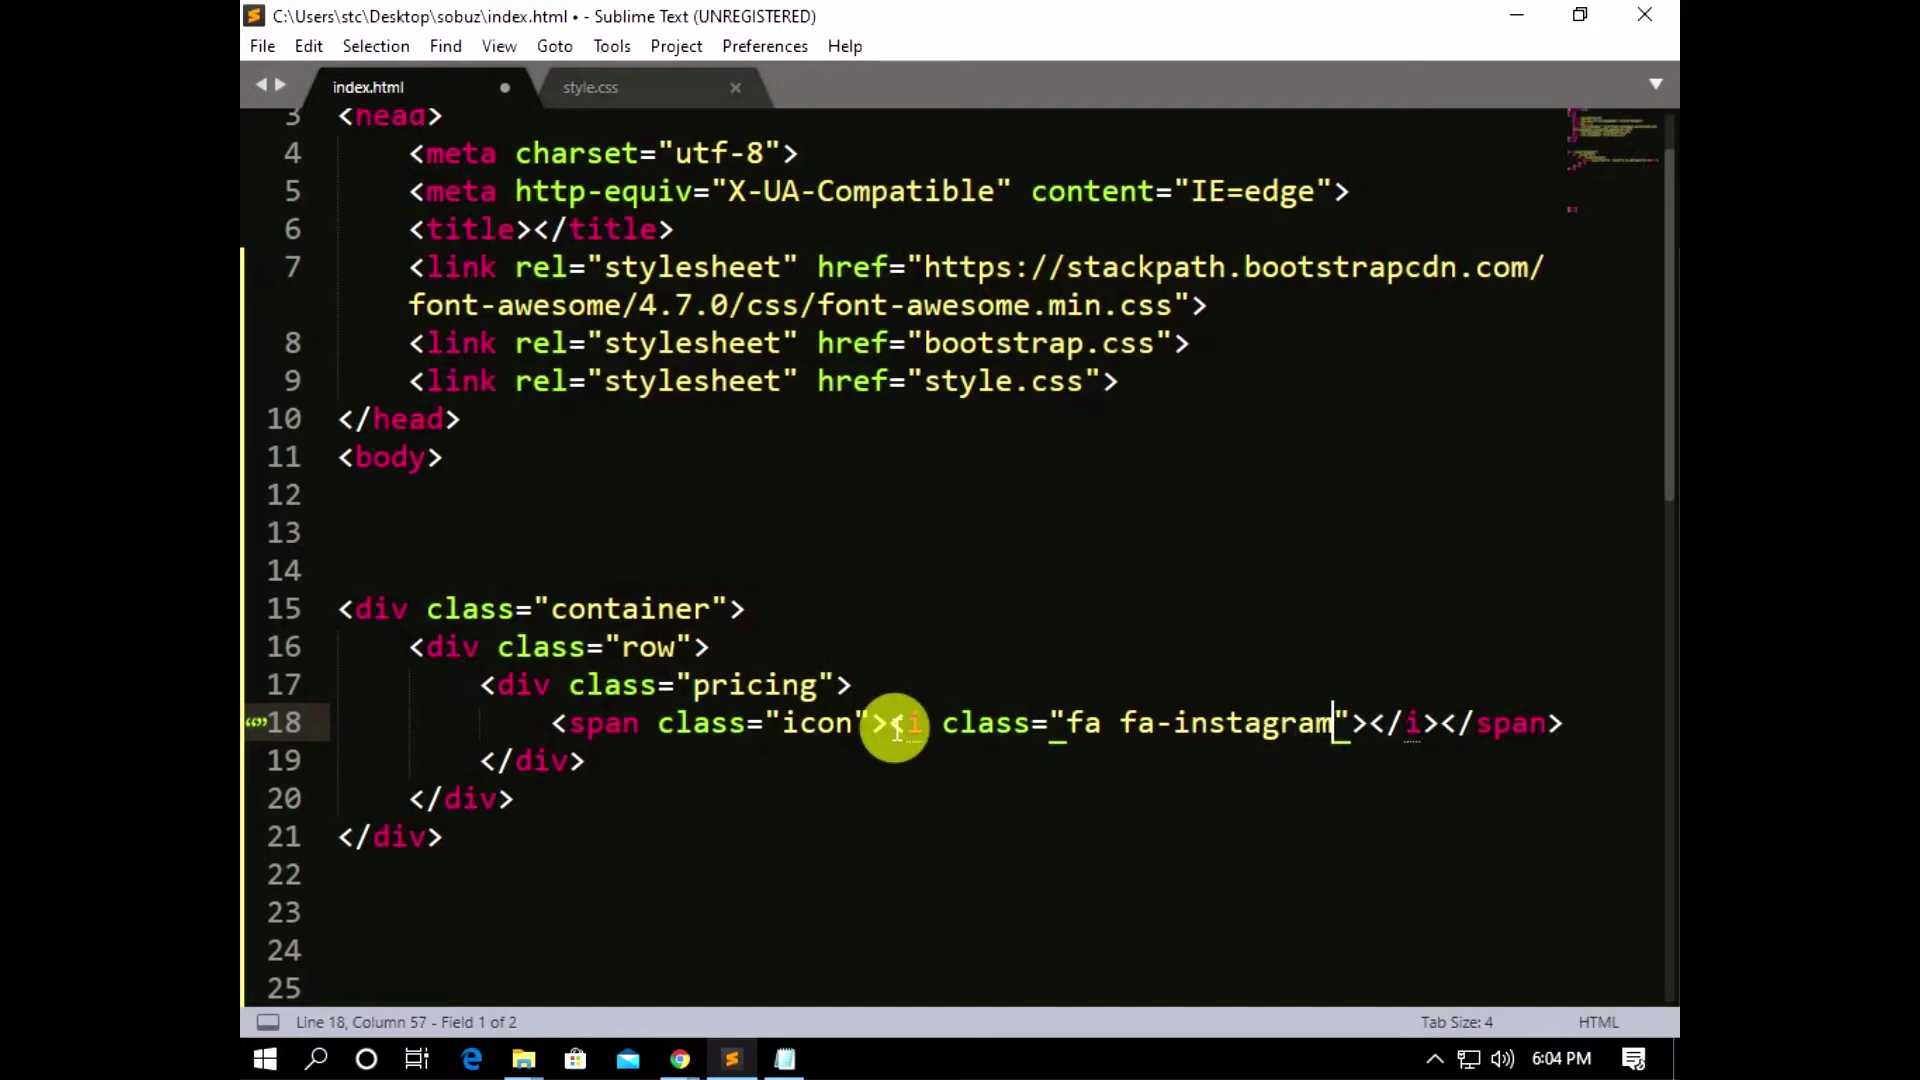 C:\Users\stc\Desktop\sobuz\index.html • - Sublime Text (UNREGISTERED)
File Edit Selection Find View Goto Tools Project Preferences Help
index.html style.css
3 <head>
4 <meta charset="utf-8">
5 <meta http-equiv="X-UA-Compatible" content="IE=edge">
6 <title></title>
7 <link rel="stylesheet" href="https://stackpath.bootstrapcdn.com/
font-awesome/4.7.0/css/font-awesome.min.css">
8 <link rel="stylesheet" href="bootstrap.css">
9 <link rel="stylesheet" href="style.css">
10 </head>
11 <body>
12
13
14
15 <div class="container">
16 <div class="row">
17 <div class="pricing">
18 <span class="icon"><i class="fa fa-instagram"></i></span>
19 </div>
20 </div>
21 </div>
22
23
24
25
Line 18, Column 57 - Field 1 of 2 Tab Size: 4 HTML
6:04 PM